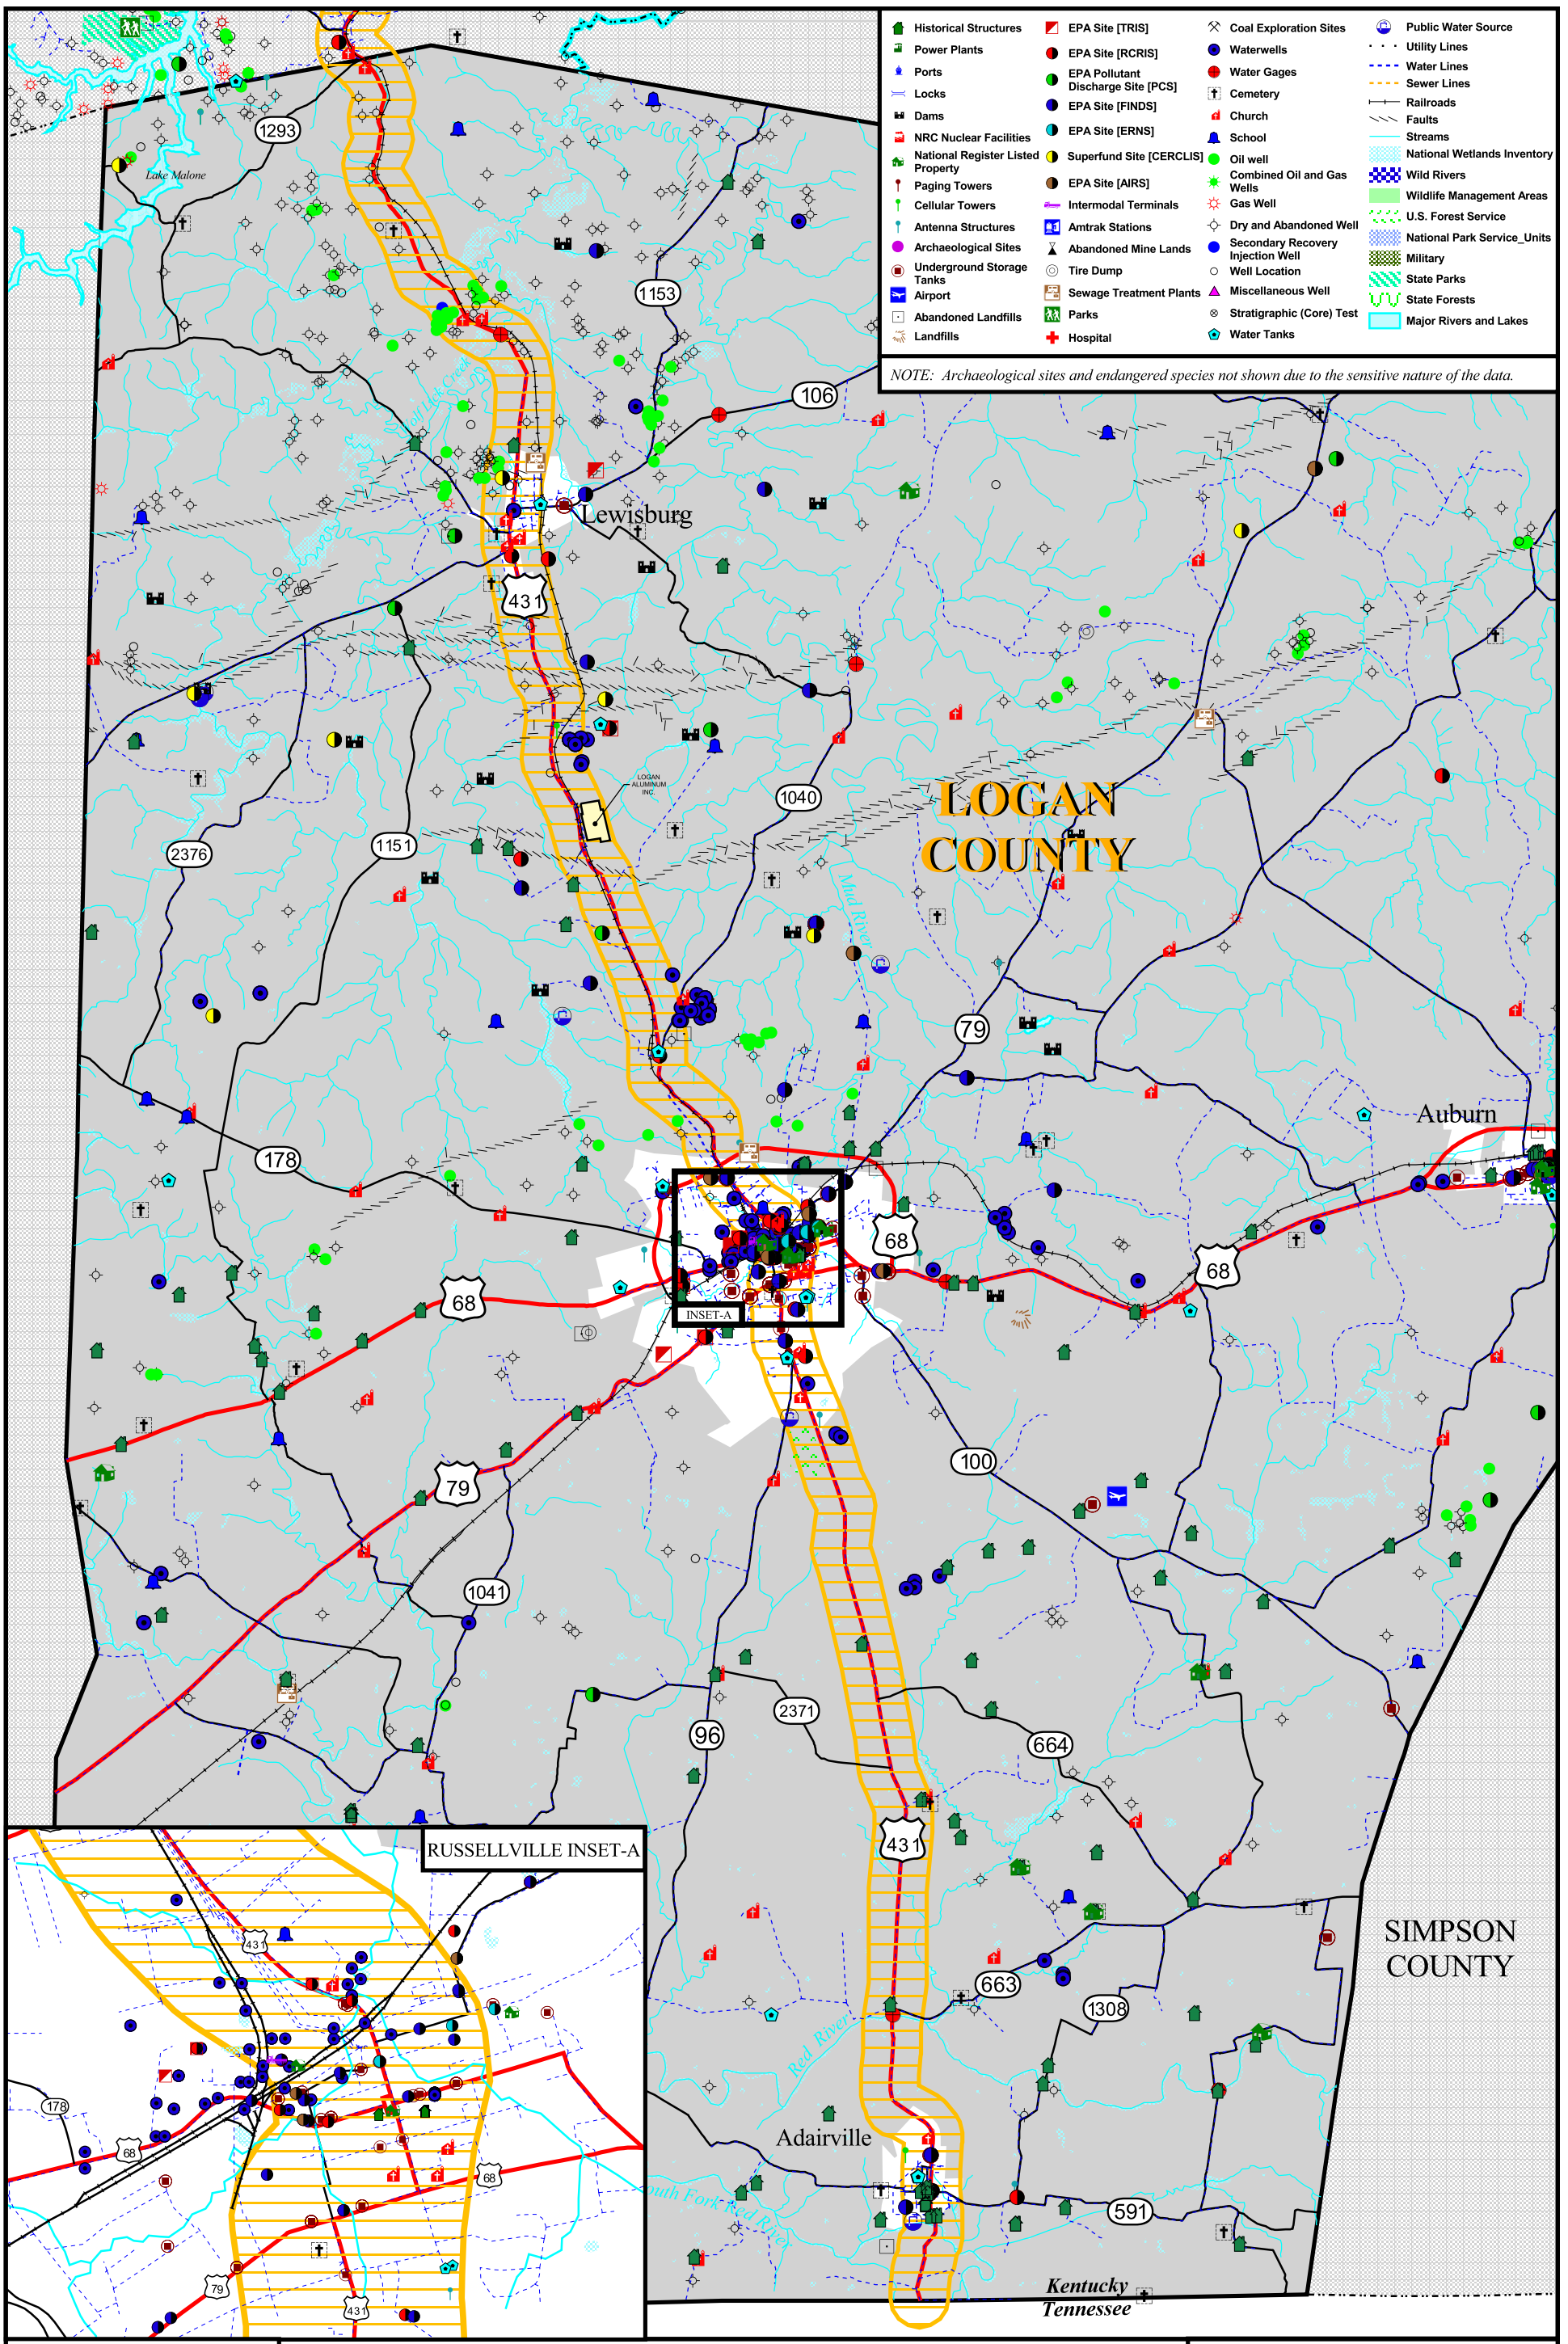 Historical Structures
Power Plants
Ports
Locks
Dams
NRC Nuclear Facilities
National Register Listed
Property
Paging Towers
Cellular Towers
Antenna Structures
Archaeological Sites
Underground Storage
Tanks
Airport
Abandoned Landfills
Landfills
EPA Site [TRIS]
EPA Site [RCRIS]
EPA Pollutant
Discharge Site [PCS]
EPA Site [FINDS]
EPA Site [ERNS]
Superfund Site [CERCLIS]
EPA Site [AIRS]
Intermodal Terminals
Amtrak Stations
Abandoned Mine Lands
Tire Dump
Sewage Treatment Plants
Parks
Hospital
Coal Exploration Sites
Waterwells
Water Gages
Cemetery
Church
School
Oil well
Combined Oil and Gas
Wells
Gas Well
Dry and Abandoned Well
Secondary Recovery
Injection Well
Well Location
Miscellaneous Well
Stratigraphic (Core) Test
Water Tanks
Public Water Source
Utility Lines
Water Lines
Sewer Lines
Railroads
Faults
Streams
National Wetlands Inventory
Wild Rivers
Wildlife Management Areas
U.S. Forest Service
National Park Service_Units
Military
State Parks
State Forests
Major Rivers and Lakes
NOTE: Archaeological sites and endangered species not shown due to the sensitive nature of the data.
1293
Lake Malone
1153
106
Lewisburg
431
LOGAN
ALUMINUM
INC.
1040
LOGAN
COUNTY
2376
1151
Mud River
79
Auburn
178
68
68
68
INSET-A
79
100
1041
2371
96
664
431
RUSSELLVILLE INSET-A
SIMPSON
COUNTY
663
1308
Red River
Adairville
South Fork Red River
591
Kentucky
Tennessee
431
178
68
68
79
431